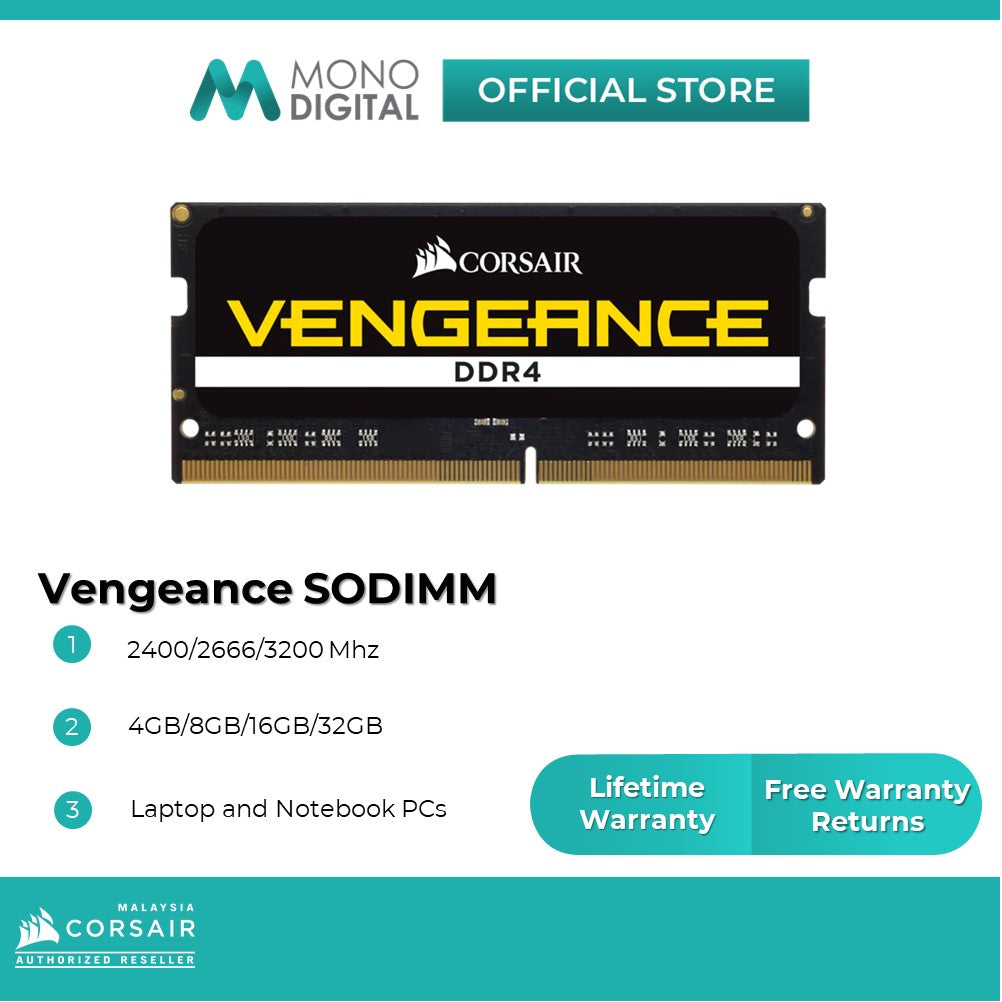 MONO
DIGITAL
OFFICIAL STORE
CORSAIR
VENGEANCE
DDR4
Vengeance SODIMM
1 2400/2666/3200 Mhz
2 4GB/8GB/16GB/32GB
3 Laptop and Notebook PCs
Lifetime
Warranty
Free Warranty
Returns
MALAYSIA
CORSAIR
AUTHORIZED RESELLER